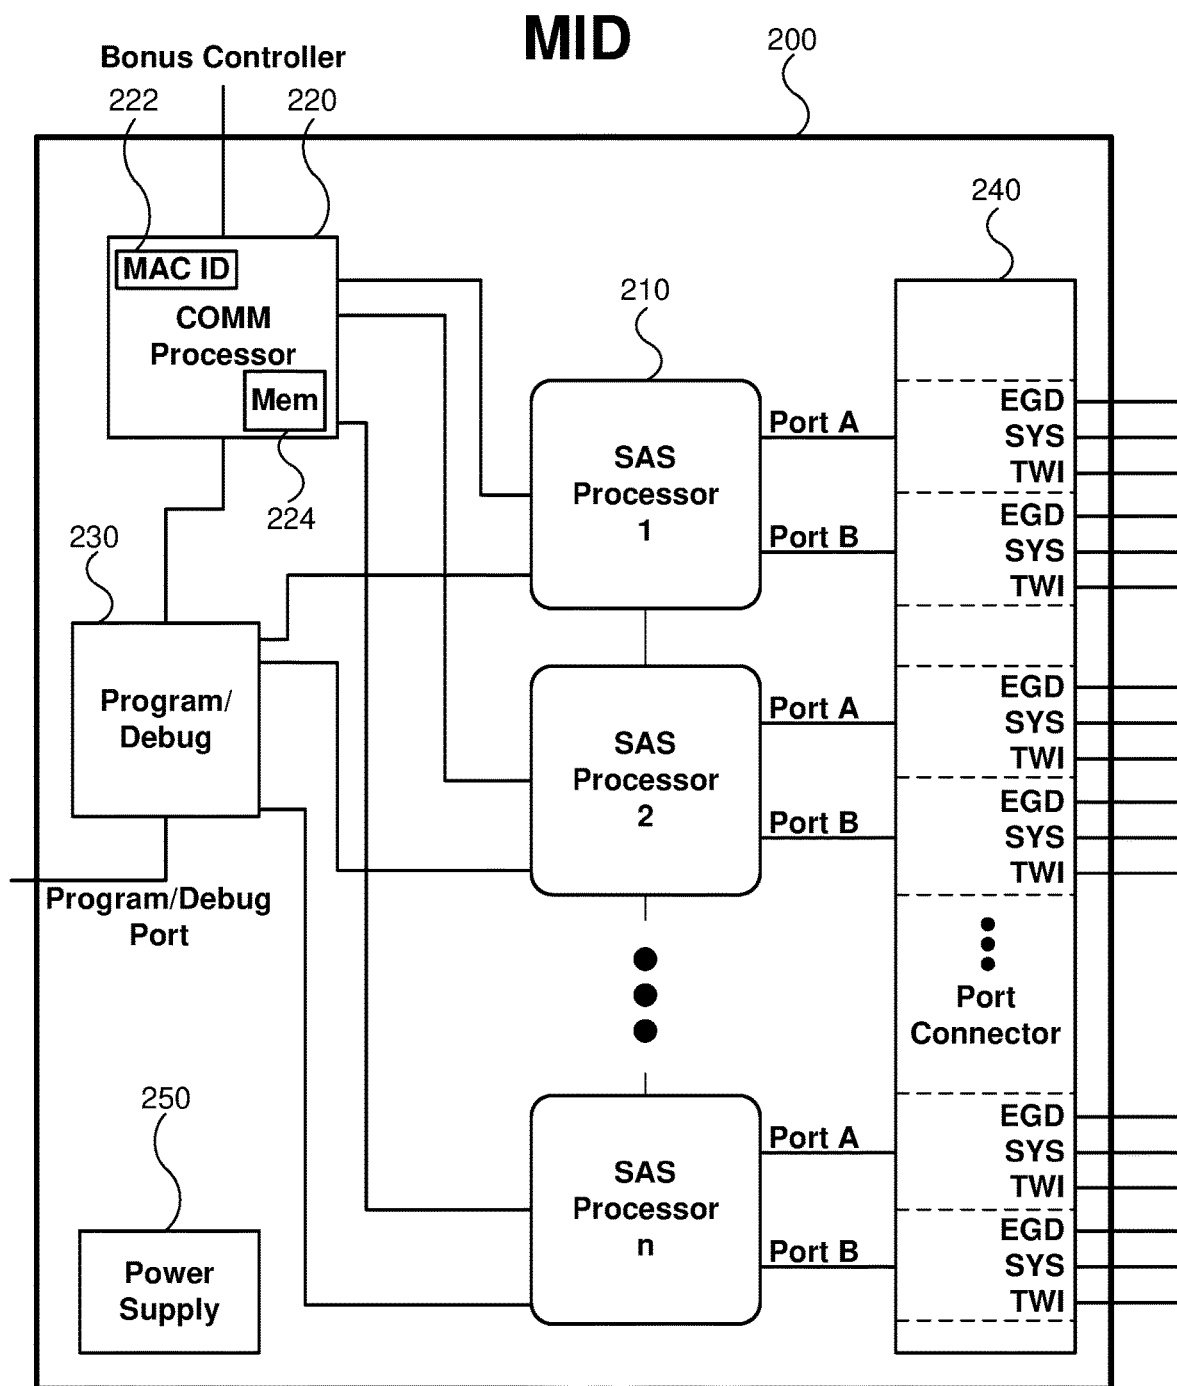 MID
200
Bonus Controller
222
220
MAC ID
COMM
Processor
Mem
224
240
210
SAS
Processor
1
Port A
Port B
EGD
SYS
TWI
EGD
SYS
TWI
230
Program/
Debug
SAS
Processor
2
Port A
Port B
EGD
SYS
TWI
EGD
SYS
TWI
Program/Debug
Port
Port
Connector
250
Power
Supply
SAS
Processor
n
Port A
Port B
EGD
SYS
TWI
EGD
SYS
TWI